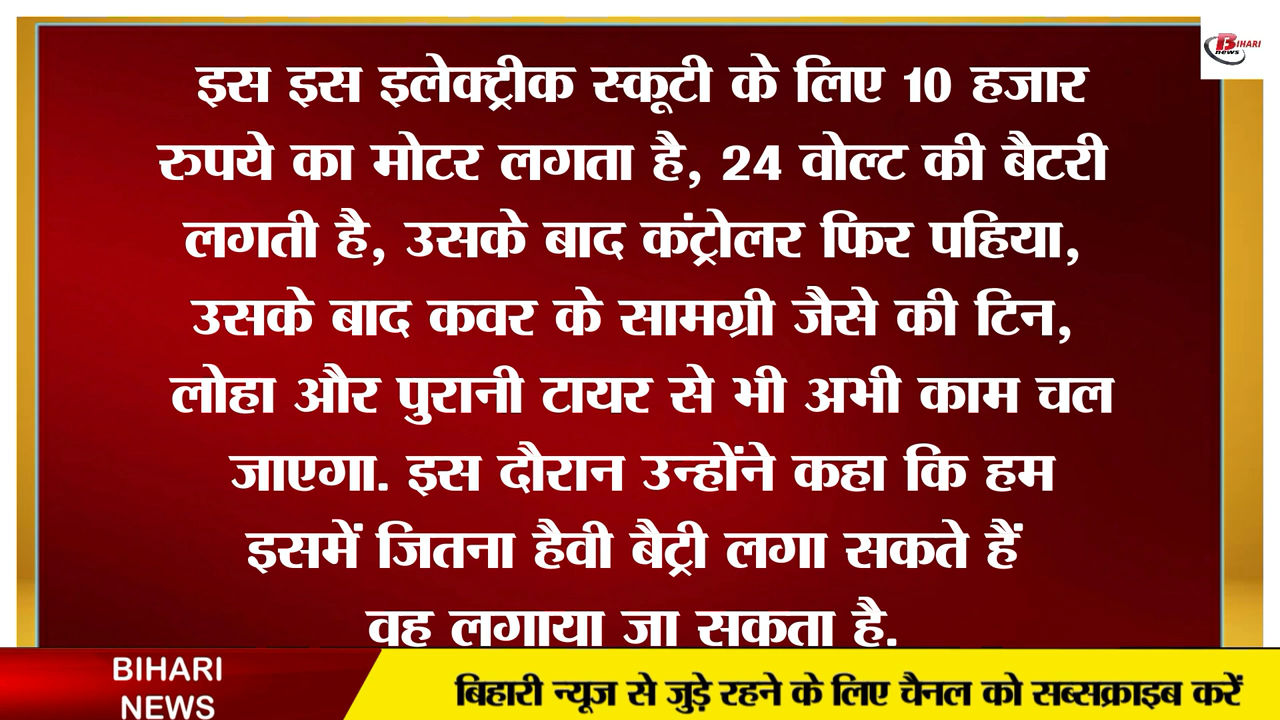 BIHARI
news
इस इस इलेक्ट्रीक स्कूटी के लिए 10 हजार
रुपये का मोटर लगता है, 24 वोल्ट की बैटरी
लगती है, उसके बाद कंट्रोलर फिर पहिया,
उसके बाद कवर के सामग्री जैसे की टिन,
लोहा और पुरानी टायर से भी अभी काम चल
जाएगा. इस दौरान उन्होंने कहा कि हम
इसमें जितना हैवी बैट्री लगा सकते हैं
वह लगाया जा सकता है.
BIHARI
NEWS
बिहारी न्यूज से जुड़े रहने के लिए चैनल को सब्सक्राइब करें